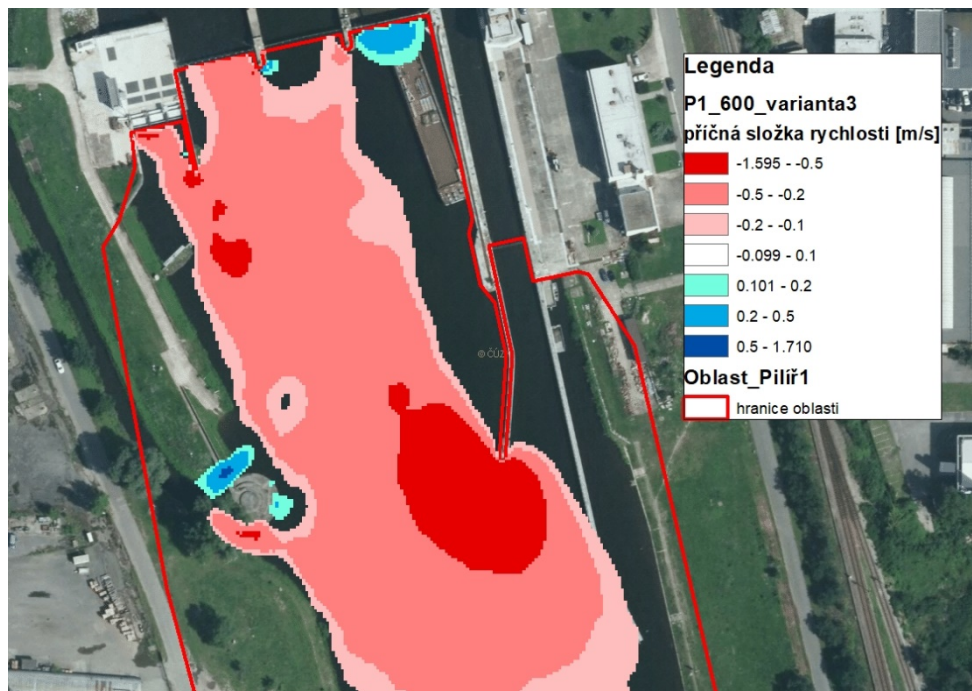 Legenda
P1_600_varianta3
příčná složka rychlosti [m/s]
-1.595 - -0.5
-0.5 - -0.2
-0.2 - -0.1
-0.099 - 0.1
0.101 - 0.2
0.2 - 0.5
0.5 - 1.710
Oblast_Pilíř1
hranice oblasti
© ČÚZ